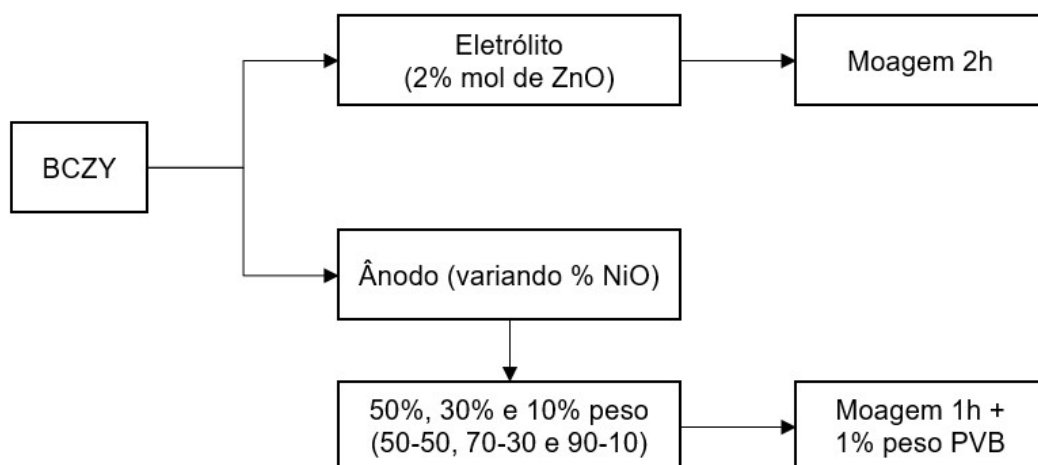 BCZY
Eletrólito
(2% mol de ZnO)
Moagem 2h
Ânodo (variando % NiO)
50%, 30% e 10% peso
(50-50, 70-30 e 90-10)
Moagem 1h +
1% peso PVB